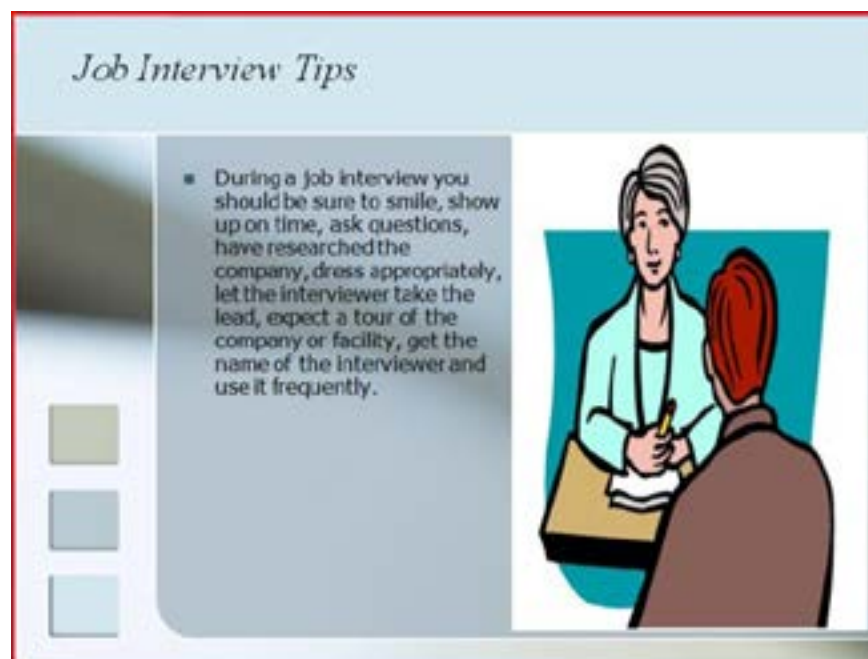 Job Interview Tips
During a job interview you
should be sure to smile, show
up on time, ask questions,
have researched the
company, dress appropriately,
let the interviewer take the
lead, expect a tour of the
company or facility, get the
name of the interviewer and
use it frequently.